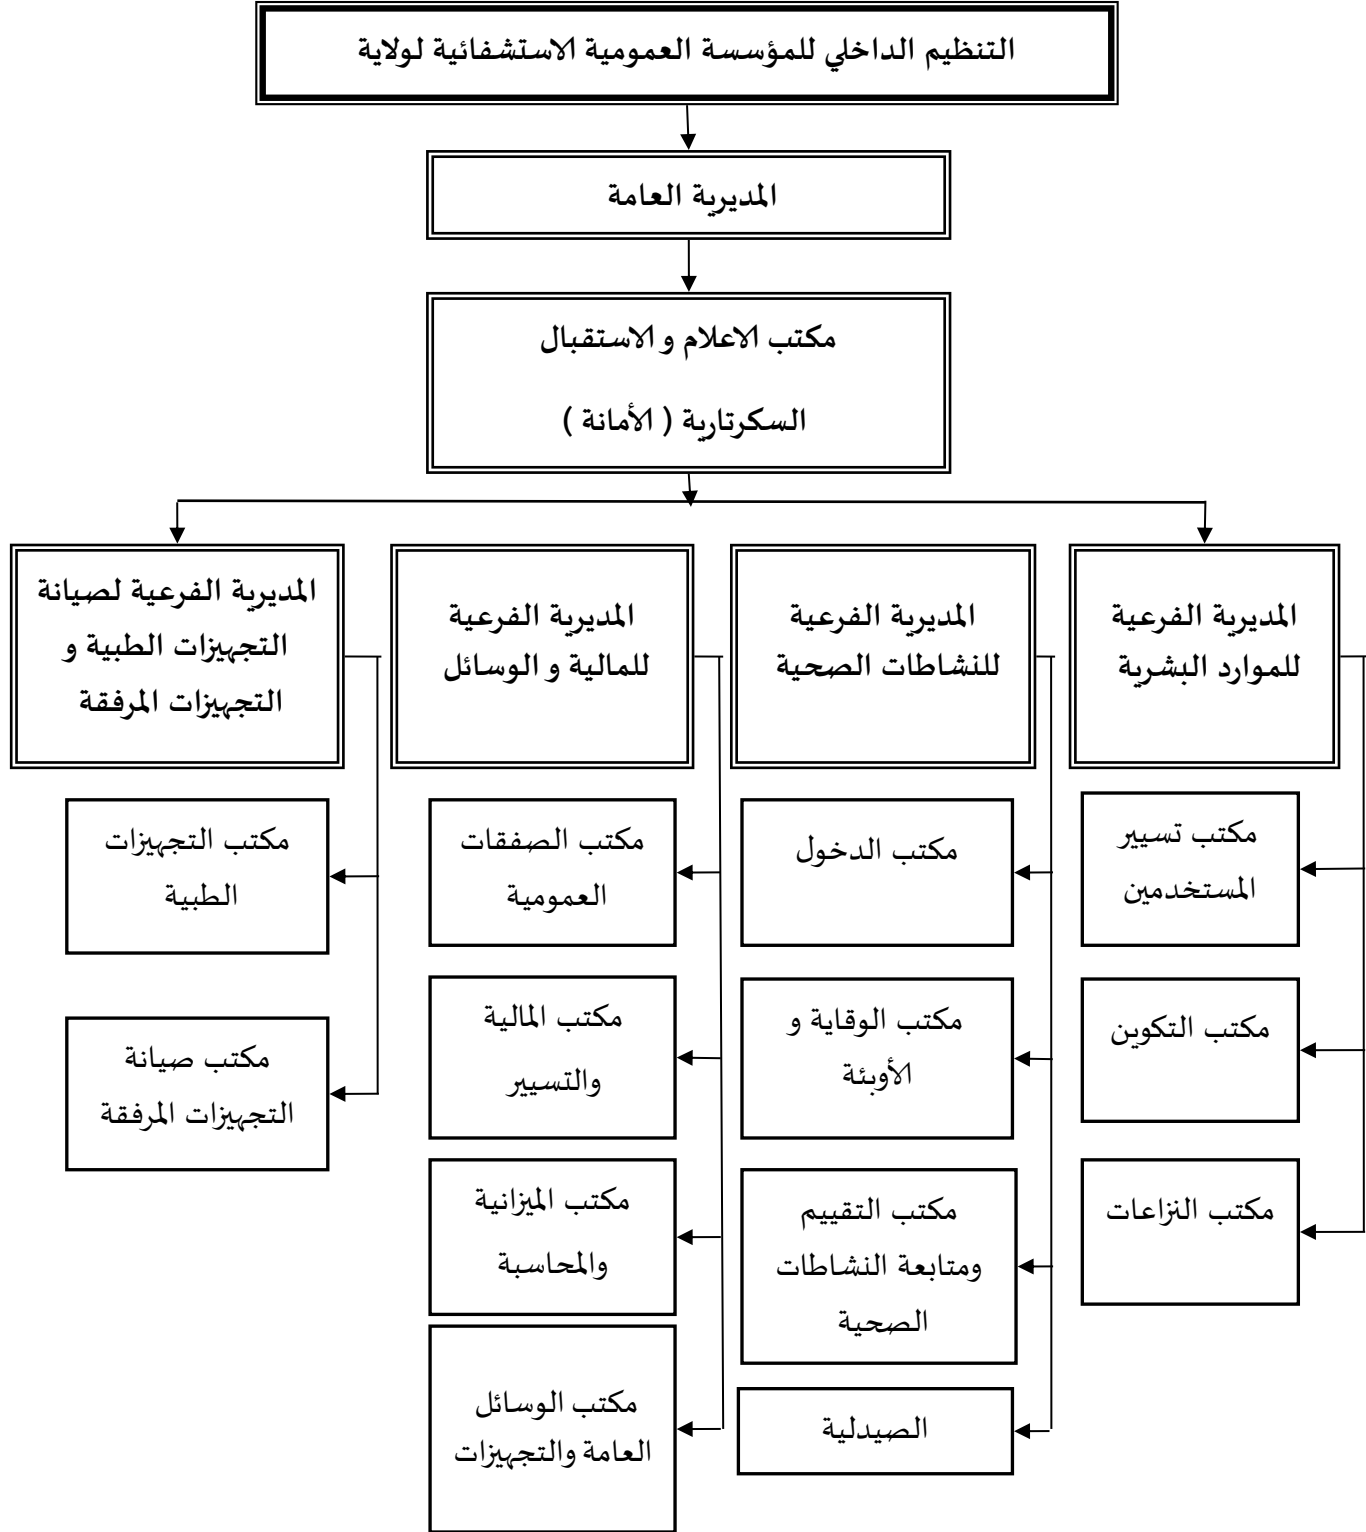 التنظيم الداخلي للمؤسسة العمومية الاستشفائية لولاية
المديرية العامة
مكتب الاعلام و الاستقبال
السكرتارية ( الأمانة )
المديرية الفرعية
للموارد البشرية
المديرية الفرعية
للنشاطات الصحية
المديرية الفرعية
للمالية و الوسائل
المديرية الفرعية لصيانة
التجهيزات الطبية و
التجهيزات المرفقة
مكتب تسيير
المستخدمين
مكتب التكوين
مكتب النزاعات
مكتب الدخول
مكتب الوقاية و
الأوبئة
مكتب التقييم
ومتابعة النشاطات
الصحية
الصيدلية
مكتب الصفقات
العمومية
مكتب المالية
والتسيير
مكتب الميزانية
والمحاسبة
مكتب الوسائل
العامة والتجهيزات
مكتب التجهيزات
الطبية
مكتب صيانة
التجهيزات المرفقة